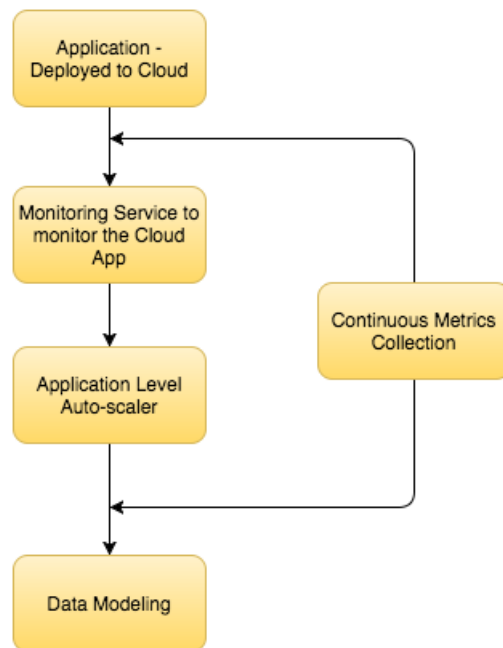 Application -
Deployed to Cloud
Monitoring Service to
monitor the Cloud
App
Continuous Metrics
Collection
Application Level
Auto-scaler
Data Modeling